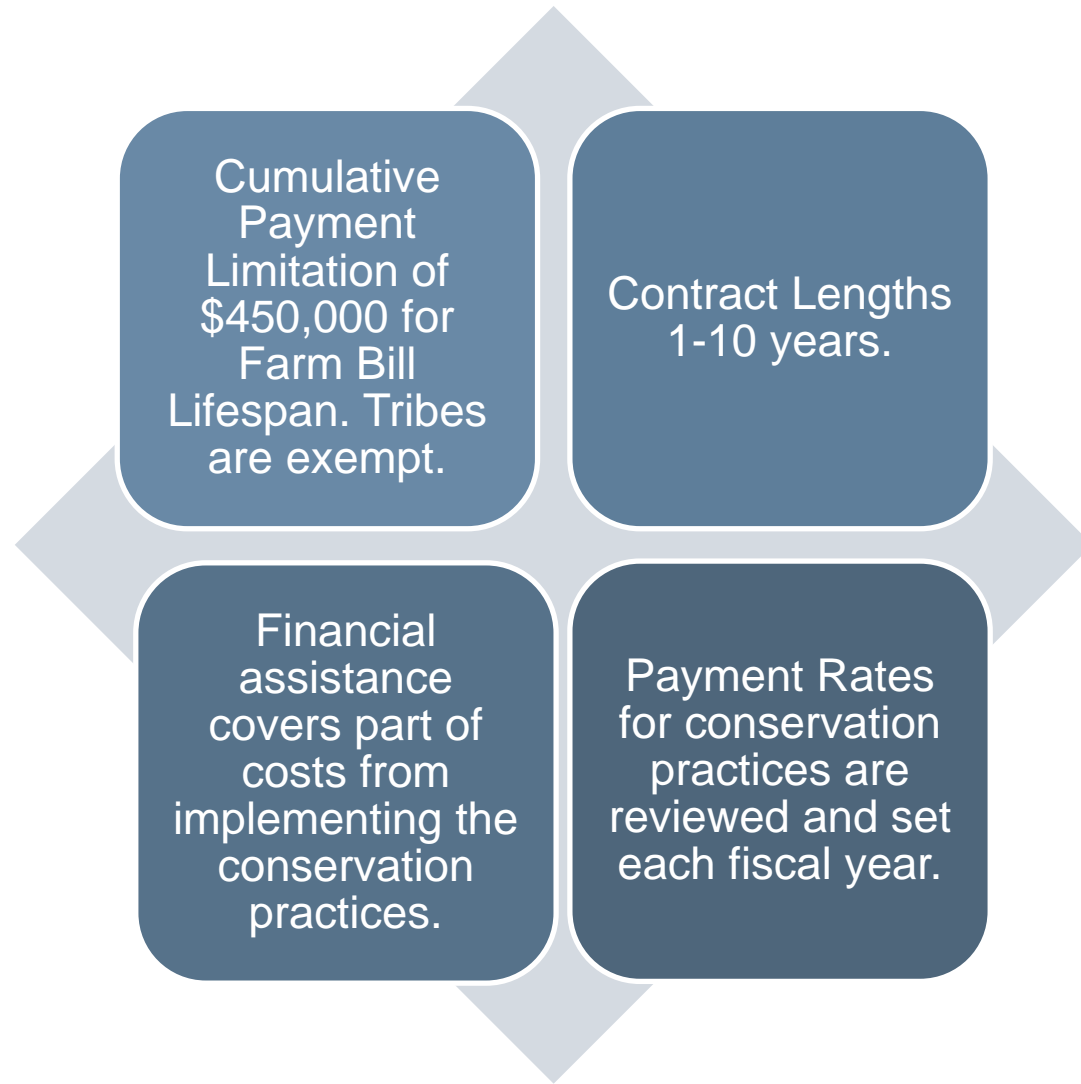 Cumulative
Payment
Limitation of
$450,000 for
Farm Bill
Lifespan. Tribes
are exempt.
Contract Lengths
1-10 years.
Financial
assistance
covers part of
costs from
implementing the
conservation
practices.
Payment Rates
for conservation
practices are
reviewed and set
each fiscal year.